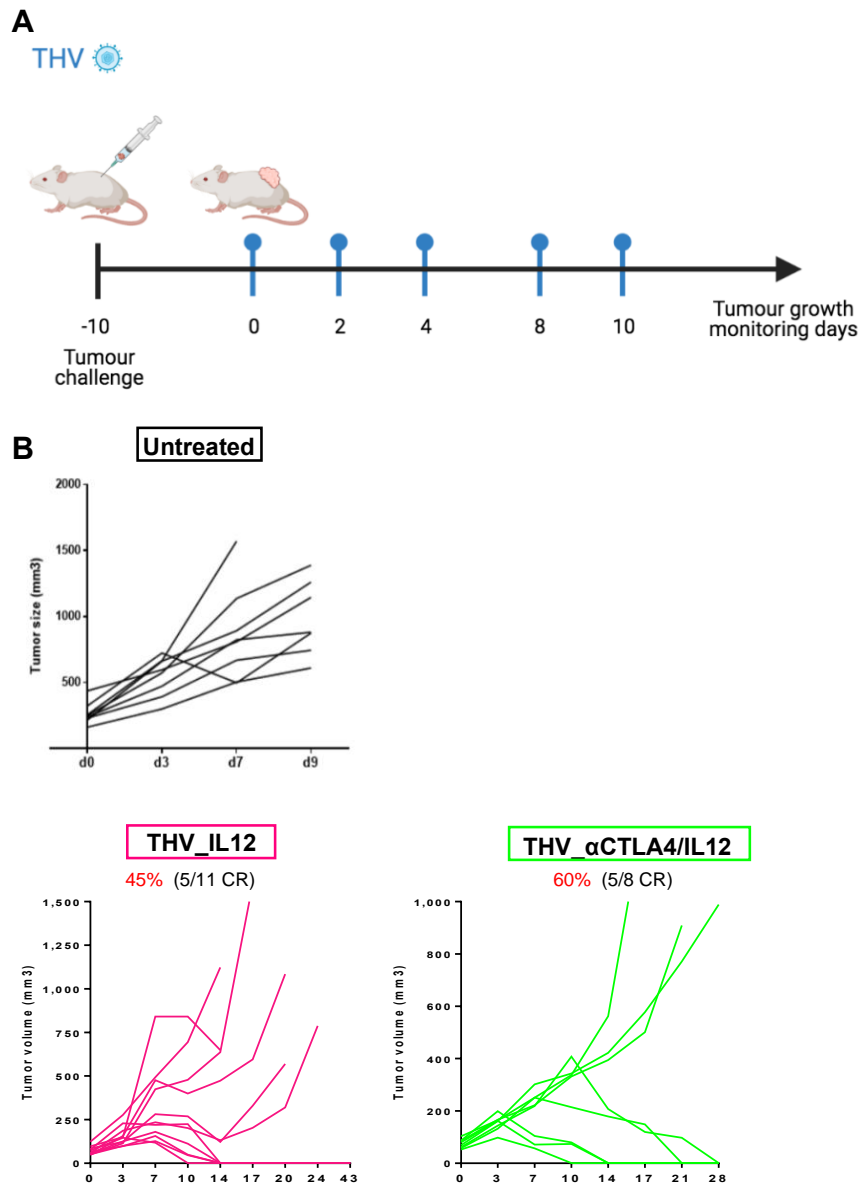 A
THV
-10 0 2 4 8 10
Tumour challenge
Tumour growth monitoring days
B
Untreated
Tumor size (mm3)
2000
1500
1000
500
d0 d3 d7 d9
THV_IL12
45% (5/11 CR)
Tumor volume (mm3)
1,500
1,250
1,000
750
500
250
0
0 3 7 10 14 17 20 24 43
THV_αCTLA4/IL12
60% (5/8 CR)
Tumor volume (mm3)
1,000
800
600
400
200
0
0 3 7 10 14 17 21 28